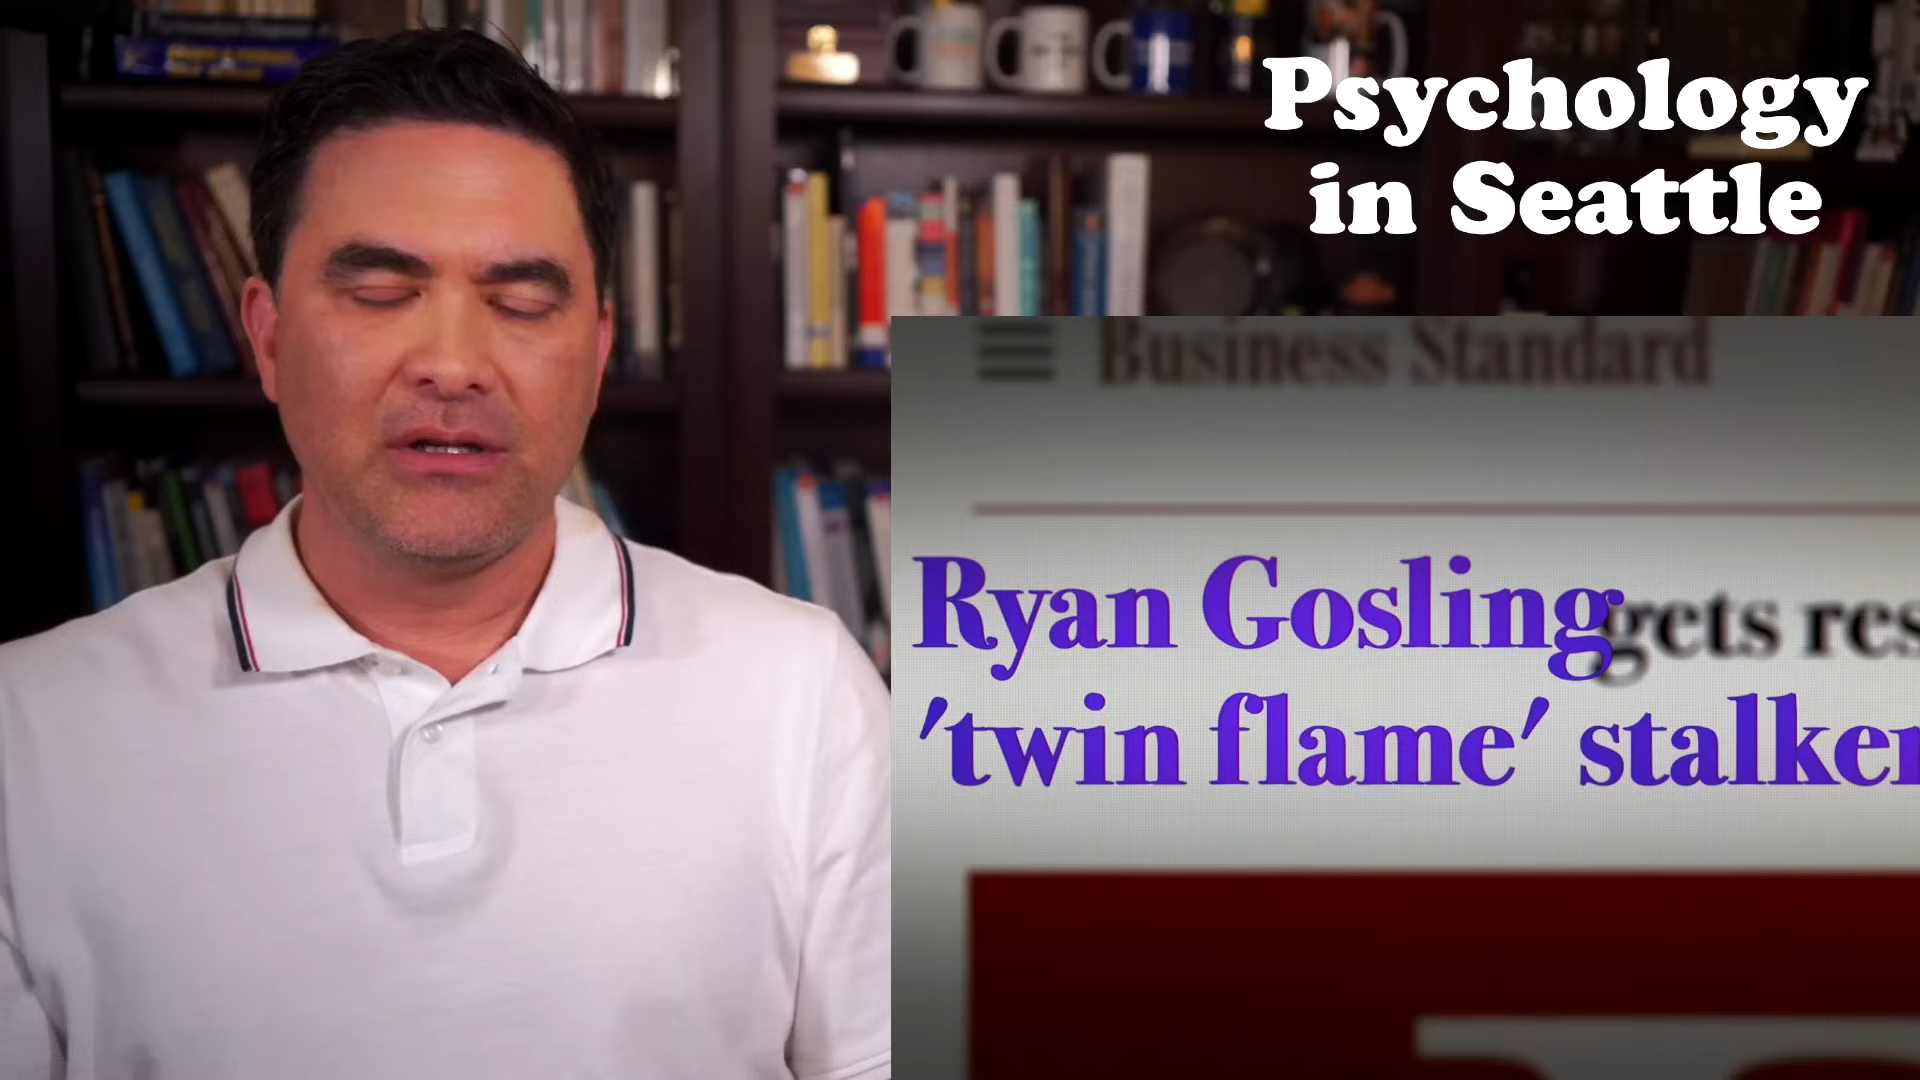 Psychology
in Seattle
Business Standard
Ryan Gosling gets res
'twin flame' stalker